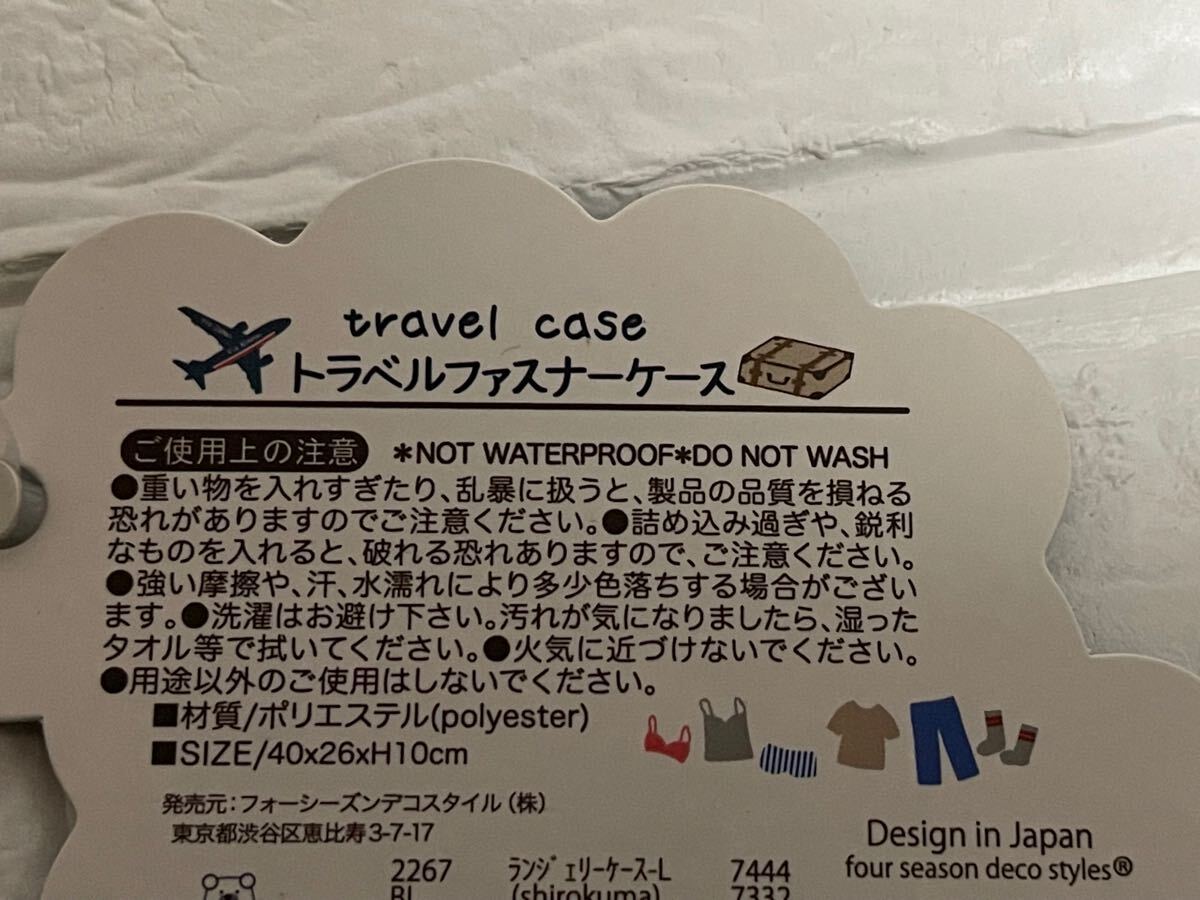 travel case
トラベルファスナーケース
ご使用上の注意 *NOT WATERPROOF*DO NOT WASH
●重い物を入れすぎたり、乱暴に扱うと、製品の品質を損ねる
恐れがありますのでご注意ください。●詰め込み過ぎや、鋭利
なものを入れると、破れる恐れありますので、ご注意ください。
●強い摩擦や、汗、水濡れにより多少色落ちする場合がござい
ます。●洗濯はお避け下さい。汚れが気になりましたら、湿った
タオル等で拭いてください。●火気に近づけないでください。
●用途以外のご使用はしないでください。
■材質/ポリエステル(polyester)
■SIZE/40x26xH10cm
発売元:フォーシーズンデコスタイル(株)
東京都渋谷区恵比寿3-7-17
Design in Japan
four season deco styles®
2267 ランジェリーケース-L 7444
BL (shirokuma) 7332